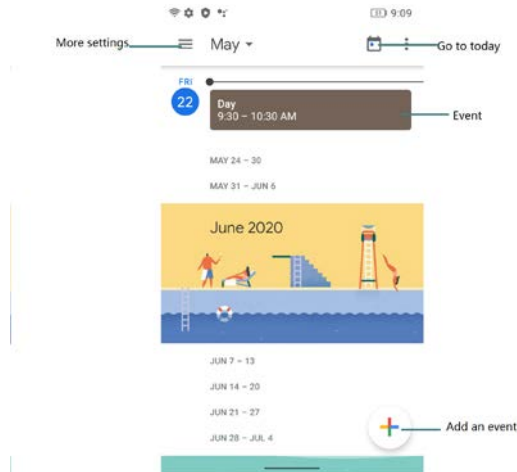 9:09
More settings
May
Go to today
FRI
22
Day
9:30 – 10:30 AM
Event
MAY 24 – 30
MAY 31 – JUN 6
June 2020
JUN 7 – 13
JUN 14 – 20
JUN 21 – 27
JUN 28 – JUL 4
Add an event